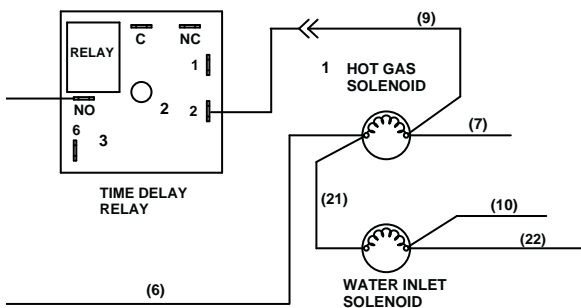 (9)
C NC
RELAY
1
1 HOT GAS
SOLENOID
NO
2
2
6
3
(7)
TIME DELAY
RELAY
(21)
(10)
(22)
(6)
WATER INLET
SOLENOID